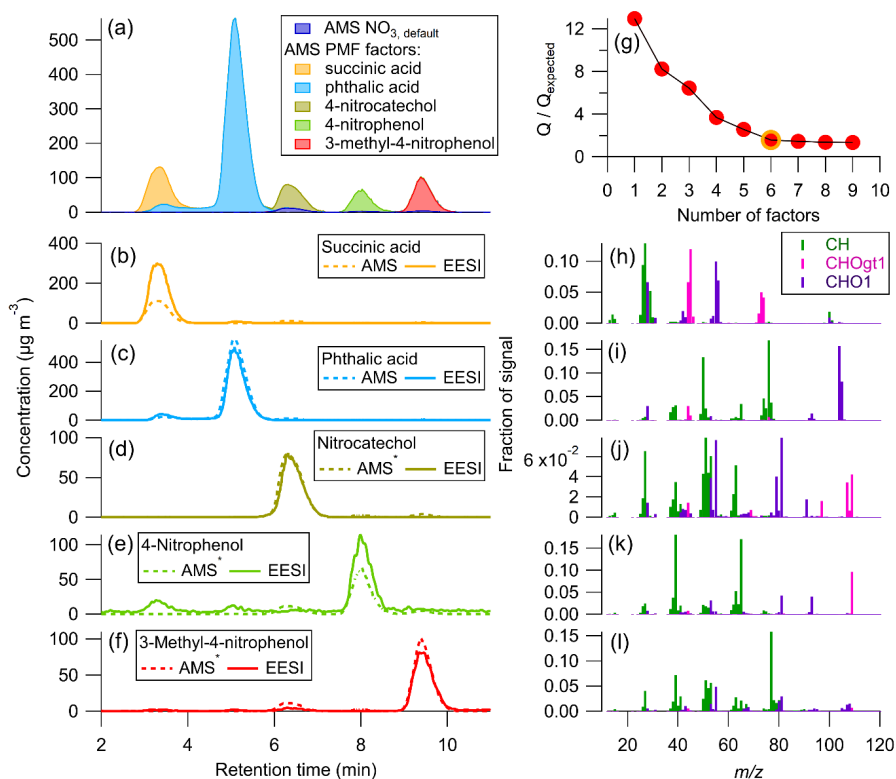 (a)
AMS NO3, default
AMS PMF factors:
succinic acid
phthalic acid
4-nitrocatechol
4-nitrophenol
3-methyl-4-nitrophenol
500
400
300
200
100
0
(b)
Succinic acid
AMS EESI
400
200
0
(c)
Phthalic acid
AMS EESI
400
200
0
(d)
Nitrocatechol
AMS* EESI
100
50
0
(e)
4-Nitrophenol
AMS* EESI
100
50
0
(f)
3-Methyl-4-nitrophenol
AMS* EESI
100
50
0
2 4 6 8 10
Retention time (min)
Concentration (µg m⁻³)
(g)
Q / Qexpected
12
8
4
0
0 1 2 3 4 5 6 7 8 9 10
Number of factors
(h)
CH
CHOgt1
CHO1
0.10
0.05
0.00
(i)
0.15
0.10
0.05
0.00
(j)
6 x10⁻²
4
2
0
(k)
0.15
0.10
0.05
0.00
(l)
0.15
0.10
0.05
0.00
20 40 60 80 100 120
m/z
Fraction of signal